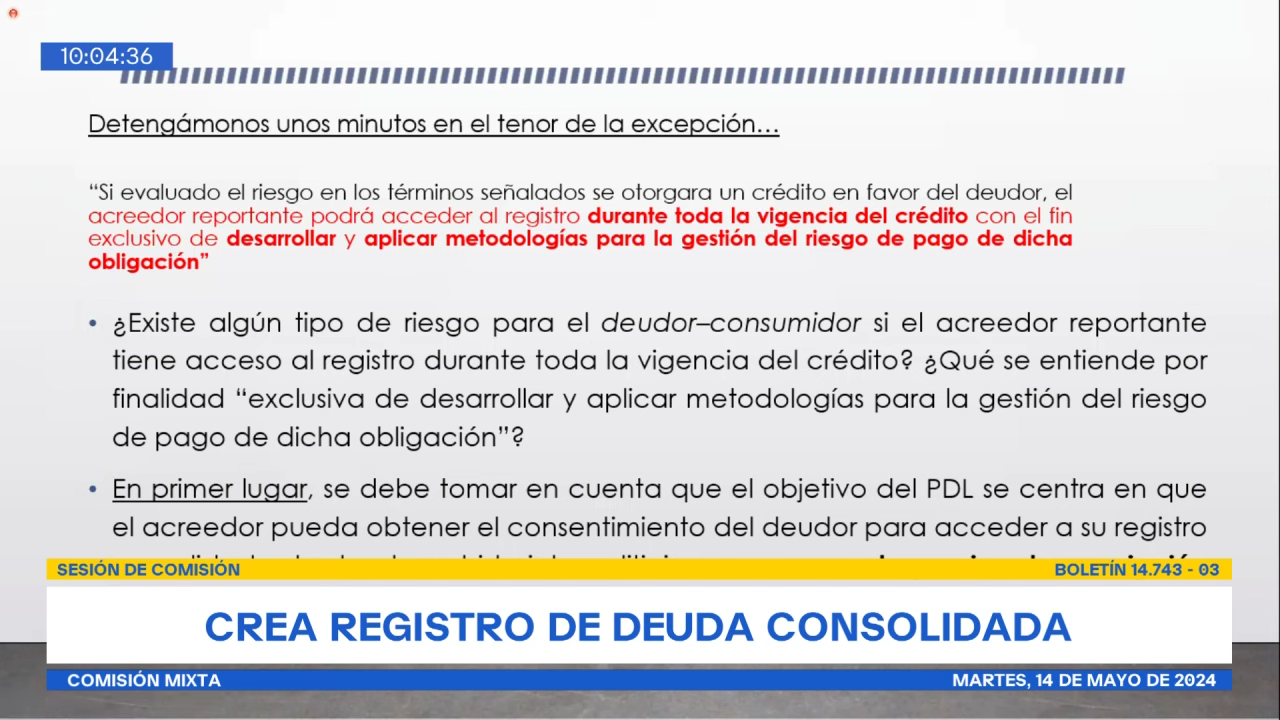 10:04:36
Detengámonos unos minutos en el tenor de la excepción...
“Si evaluado el riesgo en los términos señalados se otorgara un crédito en favor del deudor, el
acreedor reportante podrá acceder al registro durante toda la vigencia del crédito con el fin
exclusivo de desarrollar y aplicar metodologías para la gestión del riesgo de pago de dicha
obligación”
• ¿Existe algún tipo de riesgo para el deudor–consumidor si el acreedor reportante
tiene acceso al registro durante toda la vigencia del crédito? ¿Qué se entiende por
finalidad “exclusiva de desarrollar y aplicar metodologías para la gestión del riesgo
de pago de dicha obligación”?
• En primer lugar, se debe tomar en cuenta que el objetivo del PDL se centra en que
el acreedor pueda obtener el consentimiento del deudor para acceder a su registro
SESIÓN DE COMISIÓN
BOLETÍN 14.743 - 03
CREA REGISTRO DE DEUDA CONSOLIDADA
COMISIÓN MIXTA
MARTES, 14 DE MAYO DE 2024